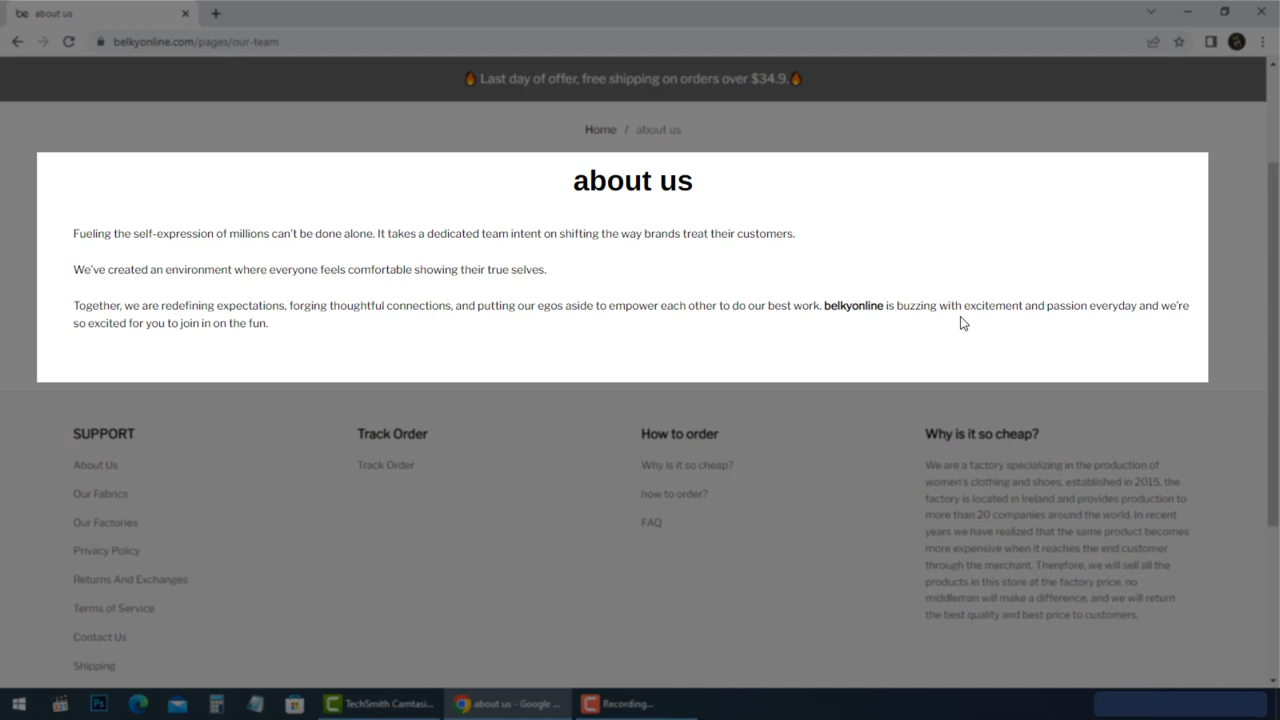 about us
belkyonline.com/pages/our-team
🔥 Last day of offer, free shipping on orders over $34.9.🔥
Home / about us
about us
Fueling the self-expression of millions can't be done alone. It takes a dedicated team intent on shifting the way brands treat their customers.
We've created an environment where everyone feels comfortable showing their true selves.
Together, we are redefining expectations, forging thoughtful connections, and putting our egos aside to empower each other to do our best work. belkyonline is buzzing with excitement and passion everyday and we're
so excited for you to join in on the fun.
SUPPORT
About Us
Our Fabrics
Our Factories
Privacy Policy
Returns And Exchanges
Terms of Service
Contact Us
Shipping
Track Order
Track Order
How to order
Why is it so cheap?
how to order?
FAQ
Why is it so cheap?
We are a factory specializing in the production of
women's clothing and shoes, established in 2015, the
factory is located in Ireland and provides production to
more than 20 companies around the world. In recent
years we have realized that the same product becomes
more expensive when it reaches the end customer
through the merchant. Therefore, we will sell all the
products in this store at the factory price, no
middleman will make a difference, and we will return
the best quality and best price to customers.
Ps
TechSmith Camtasi...
about us - Google ...
Recording...